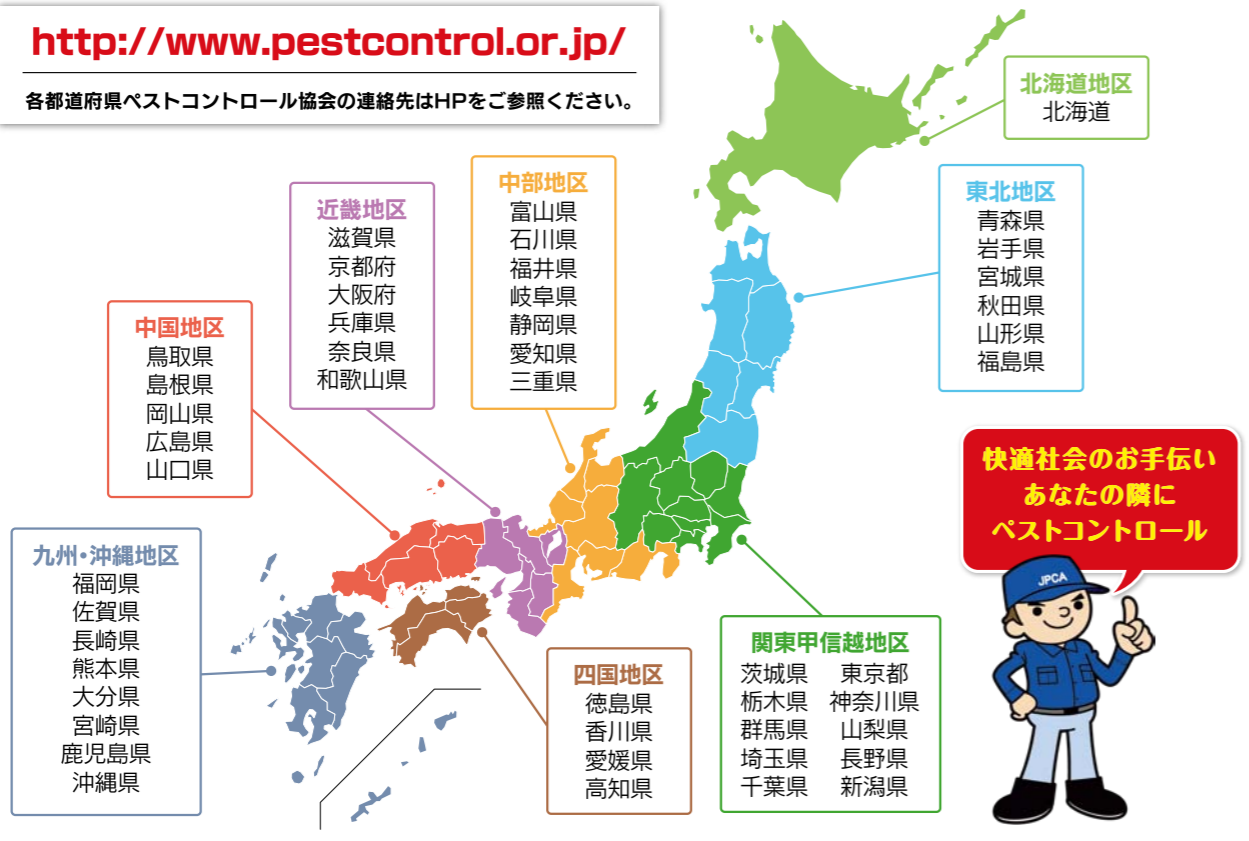 http://www.pestcontrol.or.jp/
各都道府県ペストコントロール協会の連絡先はHPをご参照ください。
北海道地区
北海道
東北地区
青森県
岩手県
宮城県
秋田県
山形県
福島県
中部地区
富山県
石川県
福井県
岐阜県
静岡県
愛知県
三重県
近畿地区
滋賀県
京都府
大阪府
兵庫県
奈良県
和歌山県
中国地区
鳥取県
島根県
岡山県
広島県
山口県
九州・沖縄地区
福岡県
佐賀県
長崎県
熊本県
大分県
宮崎県
鹿児島県
沖縄県
四国地区
徳島県
香川県
愛媛県
高知県
関東甲信越地区
茨城県 東京都
栃木県 神奈川県
群馬県 山梨県
埼玉県 長野県
千葉県 新潟県
快適社会のお手伝い
あなたの隣に
ペストコントロール
JPCA